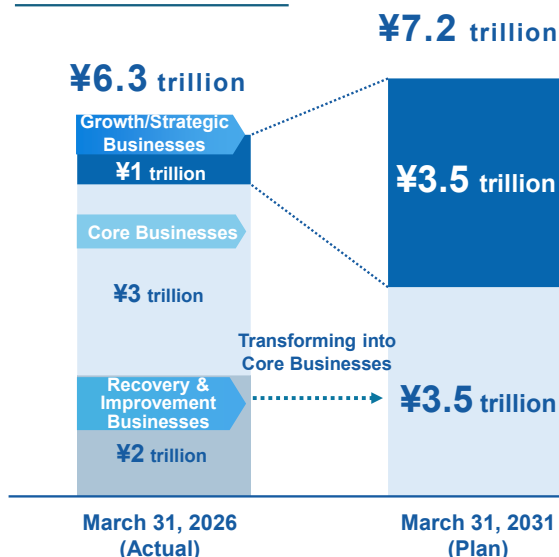 ¥7.2 trillion
¥6.3 trillion
Growth/Strategic
Businesses
¥1 trillion
¥3.5 trillion
Core Businesses
¥3 trillion
Transforming into
Core Businesses
Recovery &
Improvement
Businesses
¥3.5 trillion
¥2 trillion
March 31, 2026
(Actual)
March 31, 2031
(Plan)